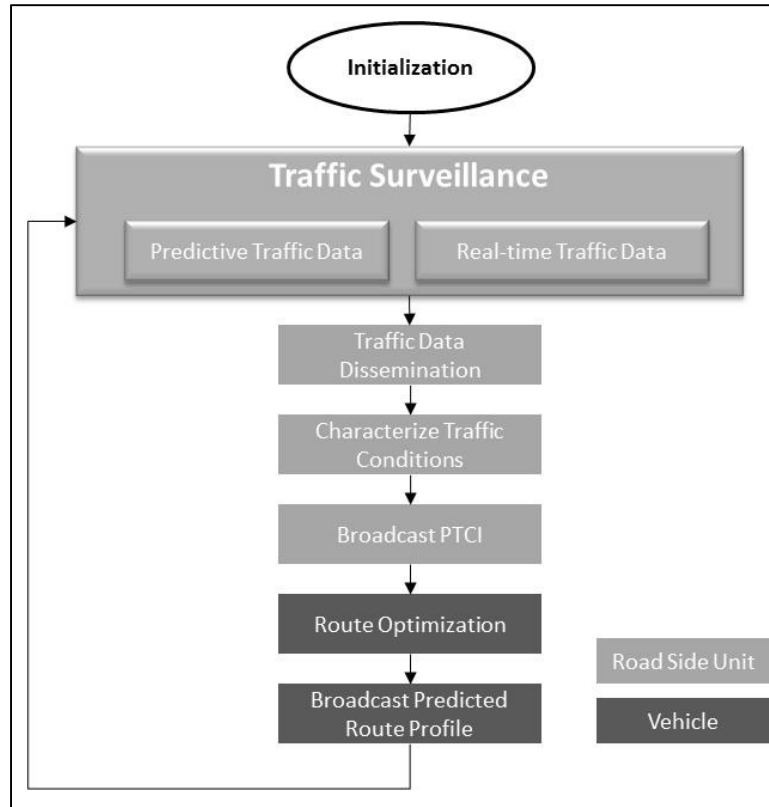 Initialization
Traffic Surveillance
Predictive Traffic Data
Real-time Traffic Data
Traffic Data
Dissemination
Characterize Traffic
Conditions
Broadcast PTCI
Route Optimization
Broadcast Predicted
Route Profile
Road Side Unit
Vehicle